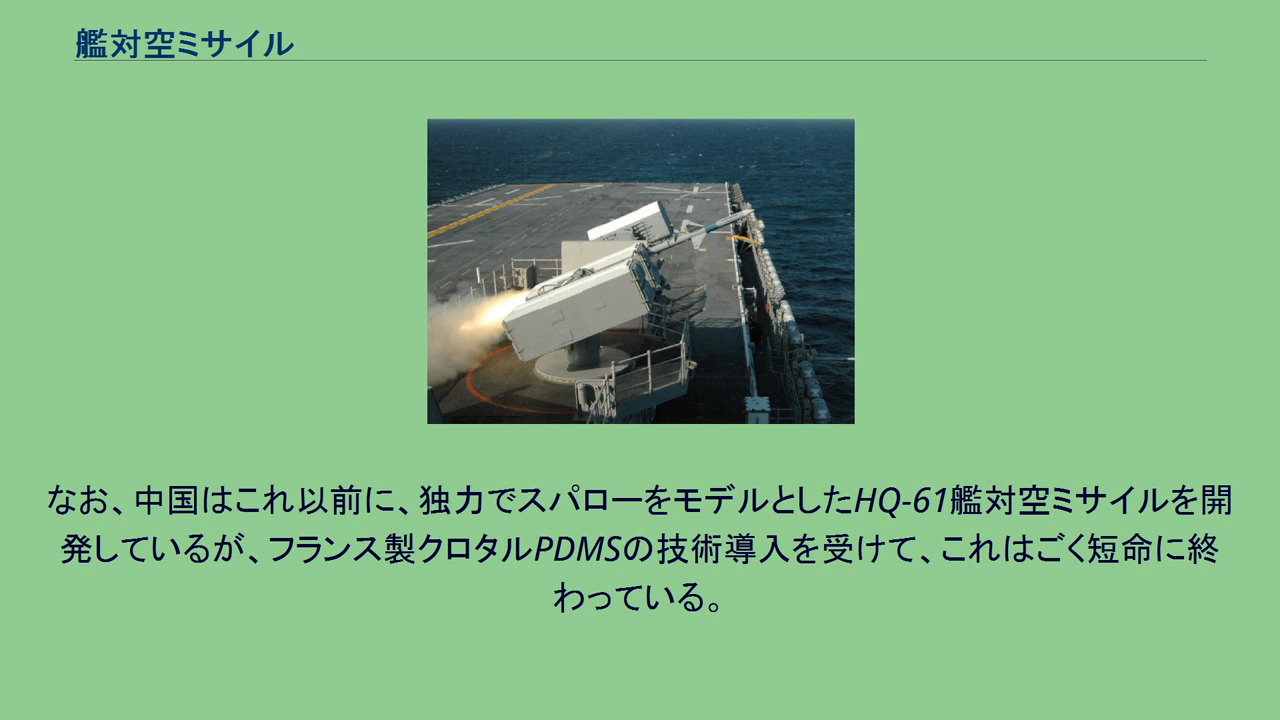 艦対空ミサイル
なお、中国はこれ以前に、独力でスパローをモデルとしたHQ-61艦対空ミサイルを開
発しているが、フランス製クロタルPDMSの技術導入を受けて、これはごく短命に終
わっている。